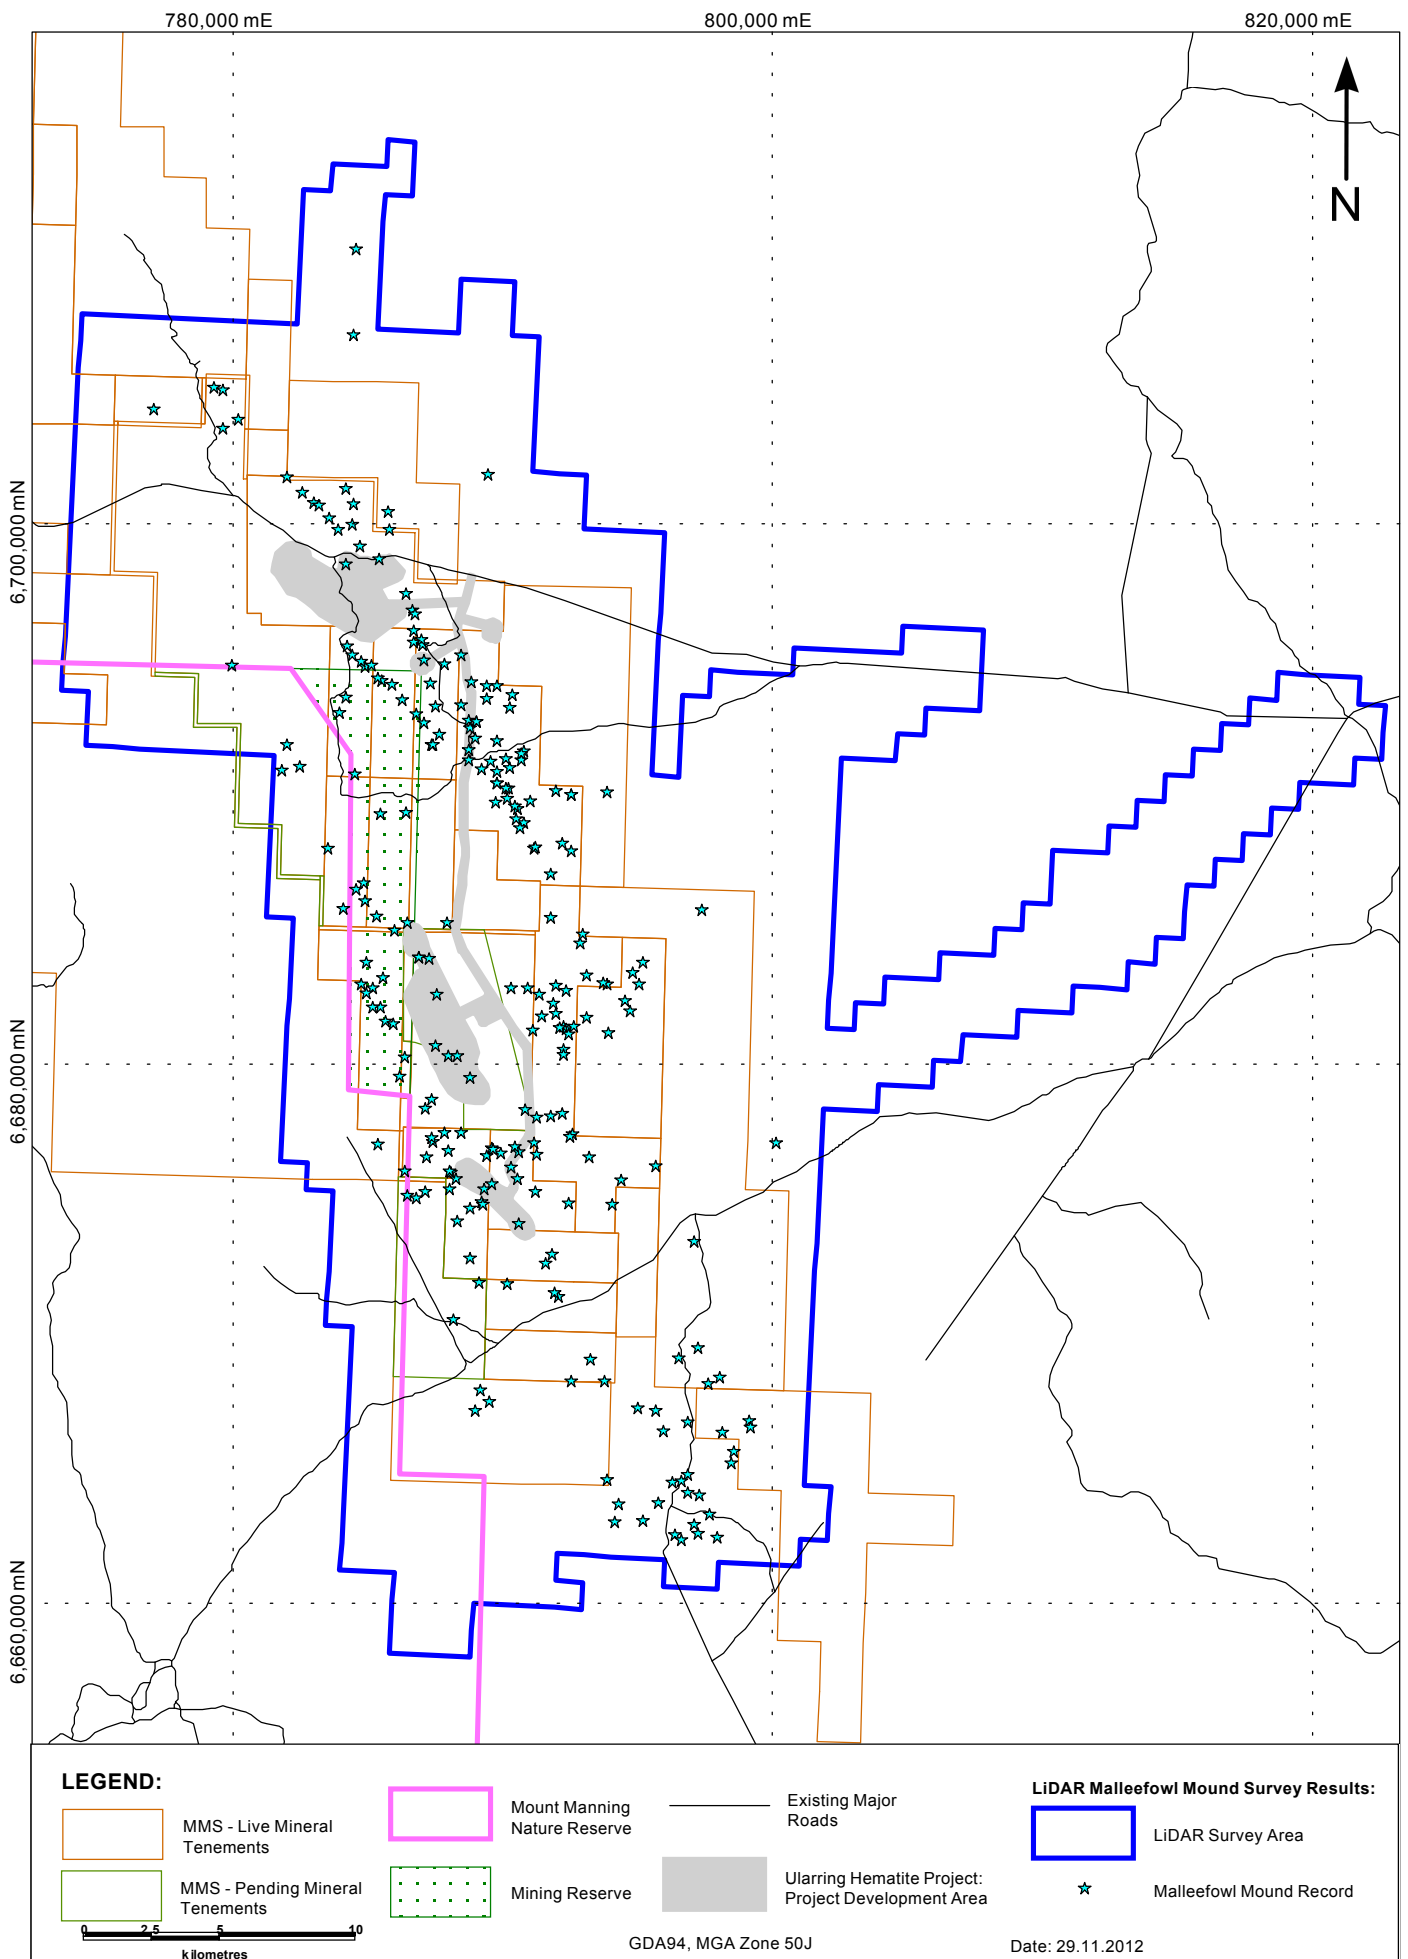 780,000 mE
800,000 mE
820,000 mE
N
6,700,000 mN
6,680,000 mN
6,660,000 mN
LEGEND:
MMS - Live Mineral
Tenements
MMS - Pending Mineral
Tenements
0 2.5 5 10
kilometres
Mount Manning
Nature Reserve
Mining Reserve
Existing Major
Roads
Ularring Hematite Project:
Project Development Area
LiDAR Malleefowl Mound Survey Results:
LiDAR Survey Area
Malleefowl Mound Record
GDA94, MGA Zone 50J
Date: 29.11.2012